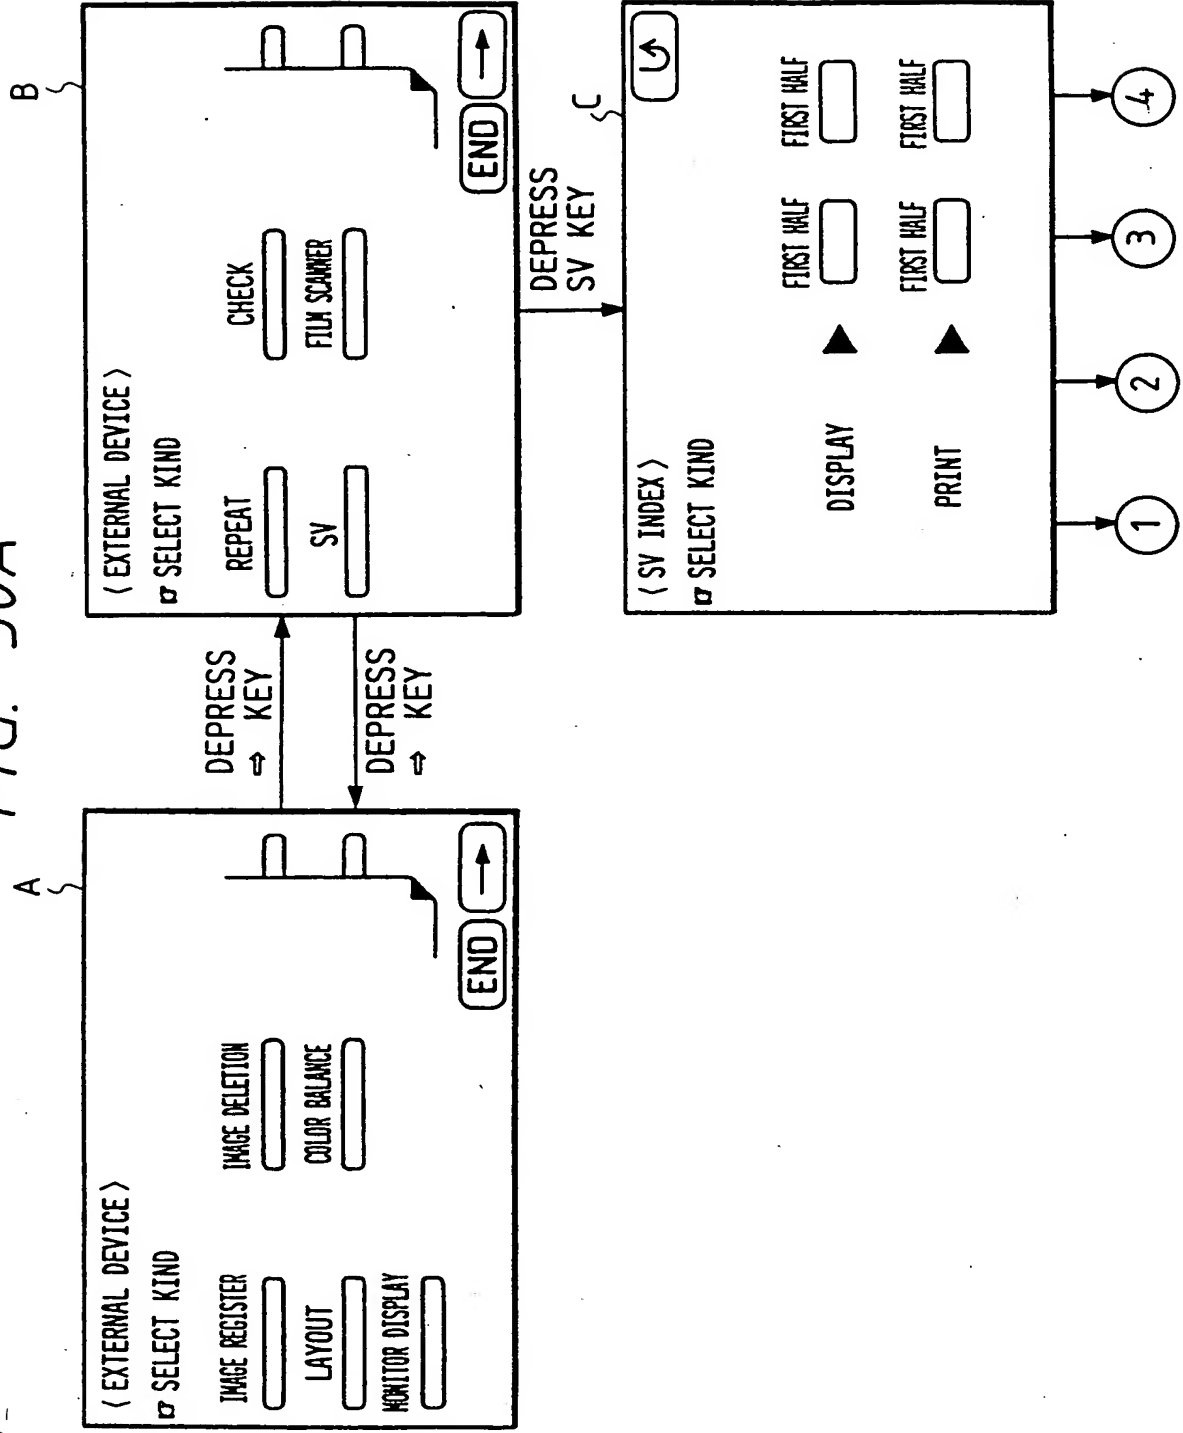 FIG. 30A
A
<EXTERNAL DEVICE>
☞ SELECT KIND
IMAGE REGISTER
IMAGE DELETION
LAYOUT
COLOR BALANCE
MONITOR DISPLAY
END →
DEPRESS
⇨ KEY
DEPRESS
⇨ KEY
B
<EXTERNAL DEVICE>
☞ SELECT KIND
REPEAT
CHECK
SV
FILM SCANNER
END →
DEPRESS
SV KEY
C
<SV INDEX>
☞ SELECT KIND
DISPLAY ▶ FIRST HALF FIRST HALF
PRINT ▶ FIRST HALF FIRST HALF
1 2 3 4